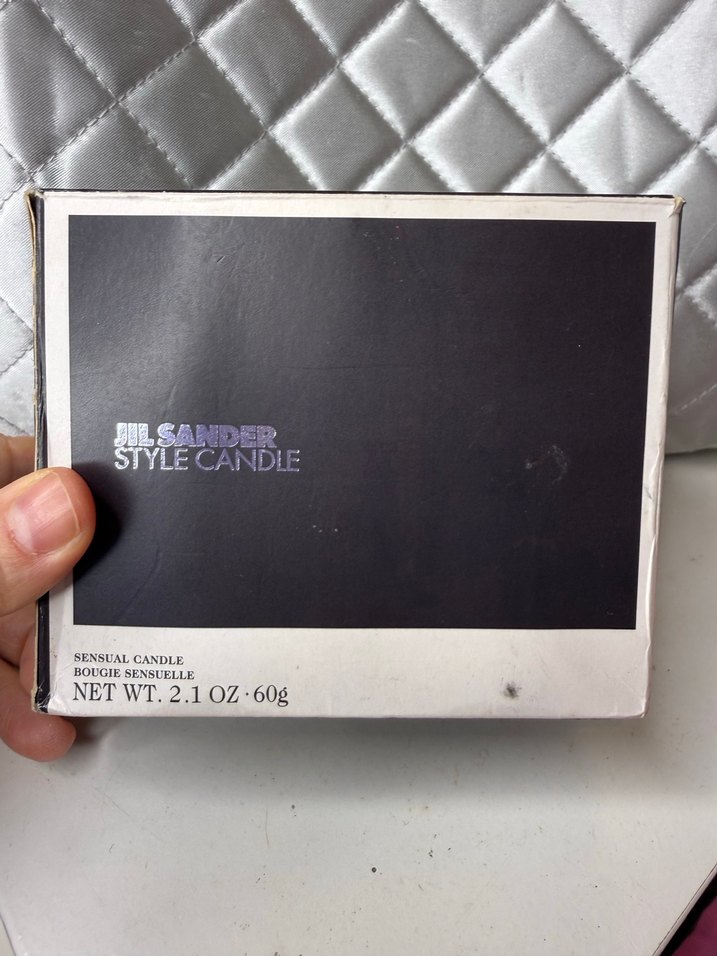 JIL SANDER
STYLE CANDLE
SENSUAL CANDLE
BOUGIE SENSUELLE
NET WT. 2.1 OZ · 60g